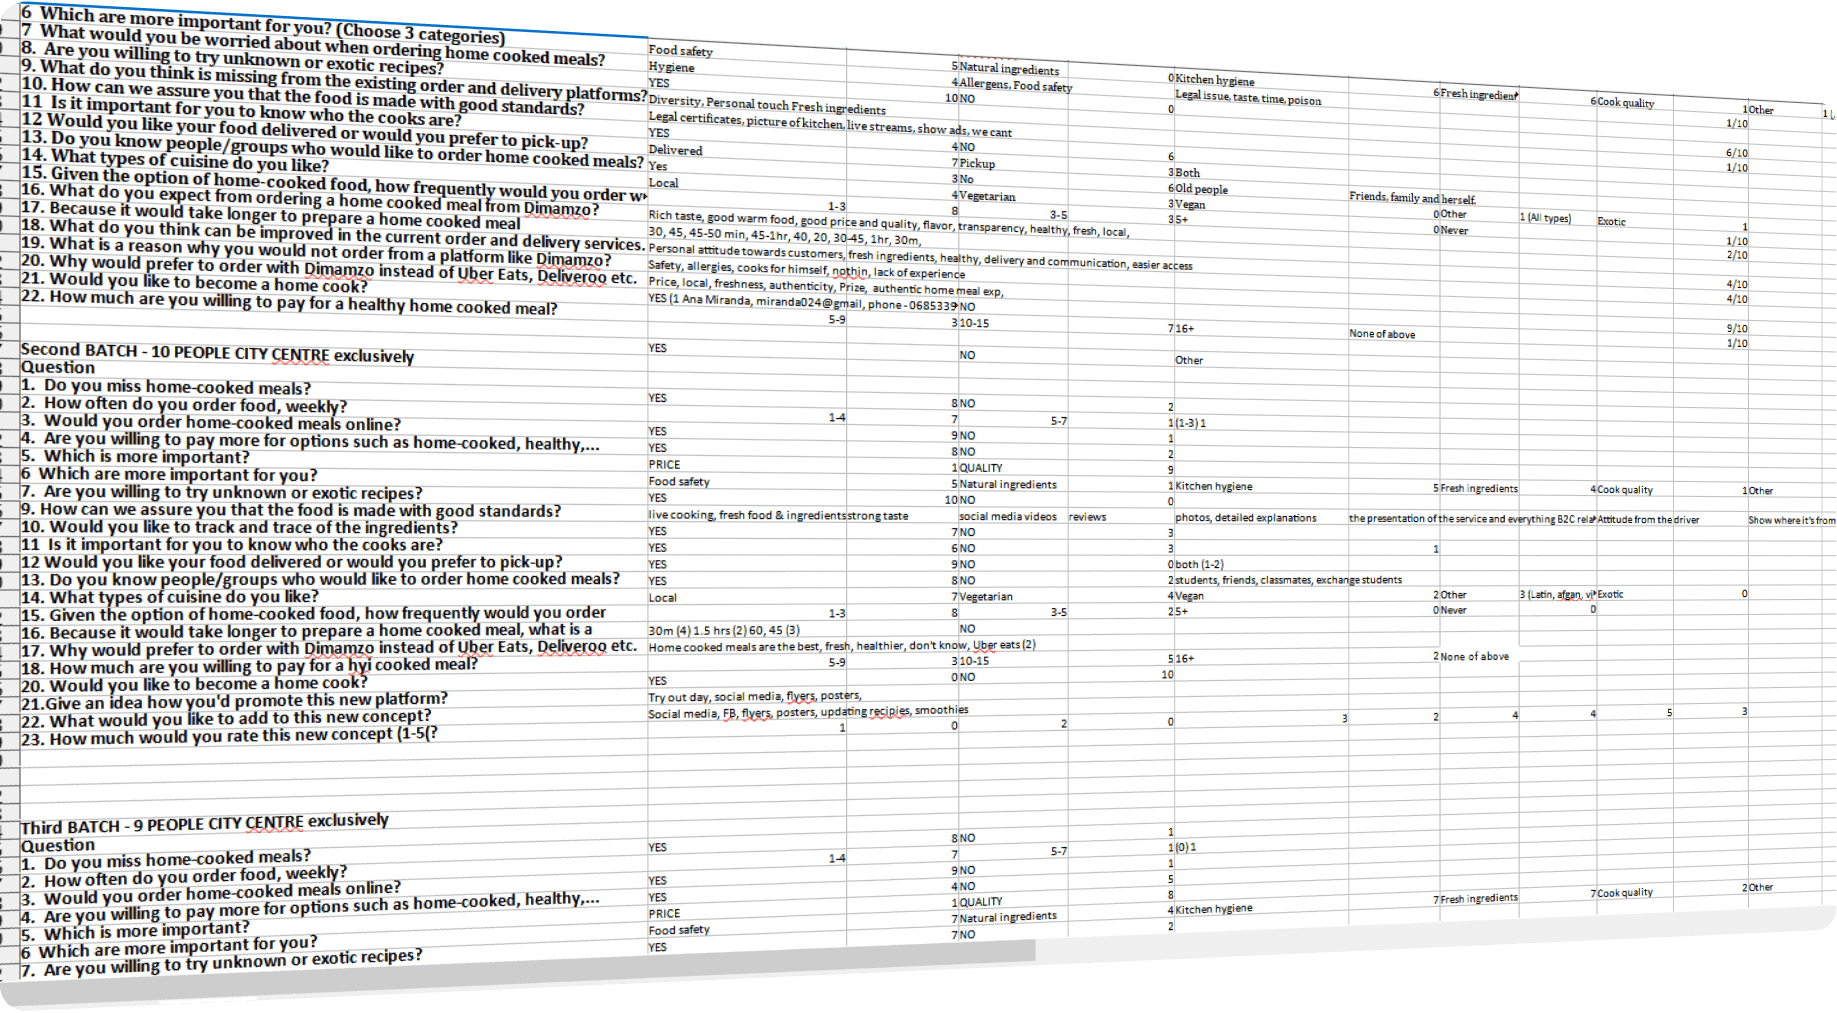 6 Which are more important for you? (Choose 3 categories) Food safety 5 Natural ingredients 0 Kitchen hygiene 6 Fresh ingredient 6 Cook quality 1 Other 1
7 What would you be worried about when ordering home cooked meals? Hygiene 4 Allergens, Food safety Legal issue, taste, time, poison 1/10
8. Are you willing to try unknown or exotic recipes? YES 10 NO 0
9. What do you think is missing from the existing order and delivery platforms? Diversity, Personal touch Fresh ingredients 6/10
10. How can we assure you that the food is made with good standards? Legal certificates, picture of kitchen, live streams, show ads, we cant 1/10
11 Is it important for you to know who the cooks are? YES 4 NO 6
12 Would you like your food delivered or would you prefer to pick-up? Delivered 7 Pickup 3 Both
13. Do you know people/groups who would like to order home cooked meals? Yes 3 No 6 Old people Friends, family and herself.
14. What types of cuisine do you like? Local 4 Vegetarian 3 Vegan 0 Other 1 (All types) Exotic 1
15. Given the option of home-cooked food, how frequently would you order w 1-3 8 3-5 3 5+ 0 Never 1/10
16. What do you expect from ordering a home cooked meal from Dimamzo? Rich taste, good warm food, good price and quality, flavor, transparency, healthy, fresh, local, 2/10
17. Because it would take longer to prepare a home cooked meal 30, 45, 45-50 min, 45-1hr, 40, 20, 30-45, 1hr, 30m,
18. What do you think can be improved in the current order and delivery services. Personal attitude towards customers, fresh ingredients, healthy, delivery and communication, easier access 4/10
19. What is a reason why you would not order from a platform like Dimamzo? Safety, allergies, cooks for himself, nothin, lack of experience 4/10
20. Why would prefer to order with Dimamzo instead of Uber Eats, Deliveroo etc. Price, local, freshness, authenticity, Prize, authentic home meal exp,
21. Would you like to become a home cook? YES (1 Ana Miranda, miranda024@gmail, phone - 0685339 NO 9/10
22. How much are you willing to pay for a healthy home cooked meal? 5-9 3 10-15 7 16+ None of above 1/10
Second BATCH - 10 PEOPLE CITY CENTRE exclusively
Question YES NO Other
1. Do you miss home-cooked meals? YES 8 NO 2
2. How often do you order food, weekly? 1-4 7 5-7 1 (1-3) 1
3. Would you order home-cooked meals online? YES 9 NO 1
4. Are you willing to pay more for options such as home-cooked, healthy,... YES 8 NO 2
5. Which is more important? PRICE 1 QUALITY 9
6 Which are more important for you? Food safety 5 Natural ingredients 1 Kitchen hygiene 5 Fresh ingredients 4 Cook quality 1 Other
7. Are you willing to try unknown or exotic recipes? YES 10 NO 0
9. How can we assure you that the food is made with good standards? live cooking, fresh food & ingredients strong taste social media videos reviews photos, detailed explanations the presentation of the service and everything B2C rela Attitude from the driver Show where it's from
10. Would you like to track and trace of the ingredients? YES 7 NO 3
11 Is it important for you to know who the cooks are? YES 6 NO 3 1
12 Would you like your food delivered or would you prefer to pick-up? YES 9 NO 0 both (1-2)
13. Do you know people/groups who would like to order home cooked meals? YES 8 NO 2 students, friends, classmates, exchange students
14. What types of cuisine do you like? Local 7 Vegetarian 4 Vegan 2 Other 3 (Latin, afgan, vi Exotic 0
15. Given the option of home-cooked food, how frequently would you order 1-3 8 3-5 2 5+ 0 Never 0
16. Because it would take longer to prepare a home cooked meal, what is a 30m (4) 1.5 hrs (2) 60, 45 (3) NO
17. Why would prefer to order with Dimamzo instead of Uber Eats, Deliveroo etc. Home cooked meals are the best, fresh, healthier, don't know, Uber eats (2)
18. How much are you willing to pay for a hyi cooked meal? 5-9 3 10-15 5 16+ 2 None of above
20. Would you like to become a home cook? YES 0 NO 10
21.Give an idea how you'd promote this new platform? Try out day, social media, flyers, posters,
22. What would you like to add to this new concept? Social media, FB, flyers, posters, updating recipies, smoothies
23. How much would you rate this new concept (1-5(? 1 0 2 0 3 2 4 4 5 3
Third BATCH - 9 PEOPLE CITY CENTRE exclusively
Question
1. Do you miss home-cooked meals? YES 8 NO 1
2. How often do you order food, weekly? 1-4 7 5-7 1 (0) 1
3. Would you order home-cooked meals online? YES 9 NO 1
4. Are you willing to pay more for options such as home-cooked, healthy,... YES 4 NO 5
5. Which is more important? PRICE 1 QUALITY 8
6 Which are more important for you? Food safety 7 Natural ingredients 4 Kitchen hygiene 7 Fresh ingredients 7 Cook quality 2 Other
7. Are you willing to try unknown or exotic recipes? YES 7 NO 2